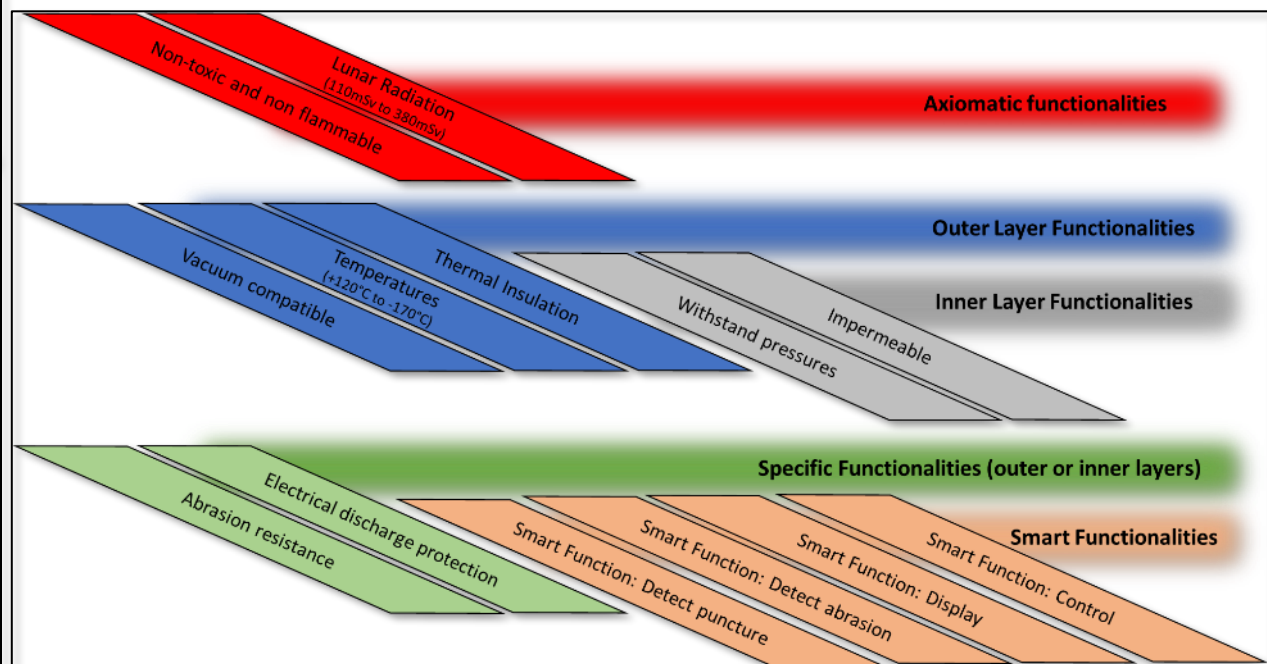 Non-toxic and non flammable
Lunar Radiation
(110mSv to 380mSv)
Axiomatic functionalities
Vacuum compatible
Temperatures
(+120°C to -170°C)
Thermal Insulation
Outer Layer Functionalities
Withstand pressures
Impermeable
Inner Layer Functionalities
Abrasion resistance
Electrical discharge protection
Specific Functionalities (outer or inner layers)
Smart Function: Detect puncture
Smart Function: Detect abrasion
Smart Function: Display
Smart Function: Control
Smart Functionalities